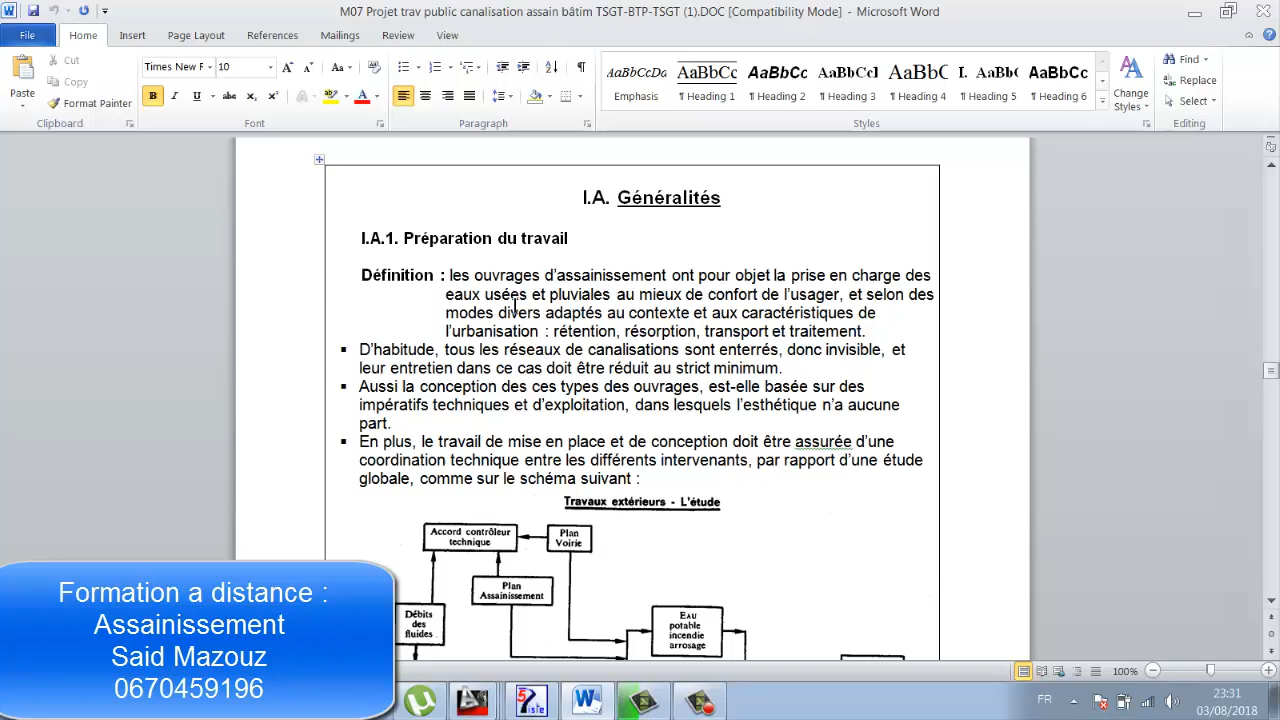 M07 Projet trav public canalisation assain bâtim TSGT-BTP-TSGT (1).DOC [Compatibility Mode] - Microsoft Word
File Home Insert Page Layout References Mailings Review View
Cut
Copy
Format Painter
Paste
Clipboard
Times New F 10
Font
Paragraph
AaBbCcDa AaBbCc AaBbCc AaBbCcI AaBbC I. AaBbC AaBbCc
Emphasis ¶ Heading 1 ¶ Heading 2 ¶ Heading 3 ¶ Heading 4 ¶ Heading 5 ¶ Heading 6
Change
Styles
Styles
Find
Replace
Select
Editing
I.A. Généralités
I.A.1. Préparation du travail
Définition : les ouvrages d'assainissement ont pour objet la prise en charge des
eaux usées et pluviales au mieux de confort de l'usager, et selon des
modes divers adaptés au contexte et aux caractéristiques de
l'urbanisation : rétention, résorption, transport et traitement.
▪ D'habitude, tous les réseaux de canalisations sont enterrés, donc invisible, et
leur entretien dans ce cas doit être réduit au strict minimum.
▪ Aussi la conception des ces types des ouvrages, est-elle basée sur des
impératifs techniques et d'exploitation, dans lesquels l'esthétique n'a aucune
part.
▪ En plus, le travail de mise en place et de conception doit être assurée d'une
coordination technique entre les différents intervenants, par rapport d'une étude
globale, comme sur le schéma suivant :
Travaux extérieurs - L'étude
Accord contrôleur
technique
Plan
Voirie
Plan
Assainissement
Débits
des
fluides
EAU
potable
incendie
arrosage
Formation a distance :
Assainissement
Said Mazouz
0670459196
100%
FR
23:31
03/08/2018